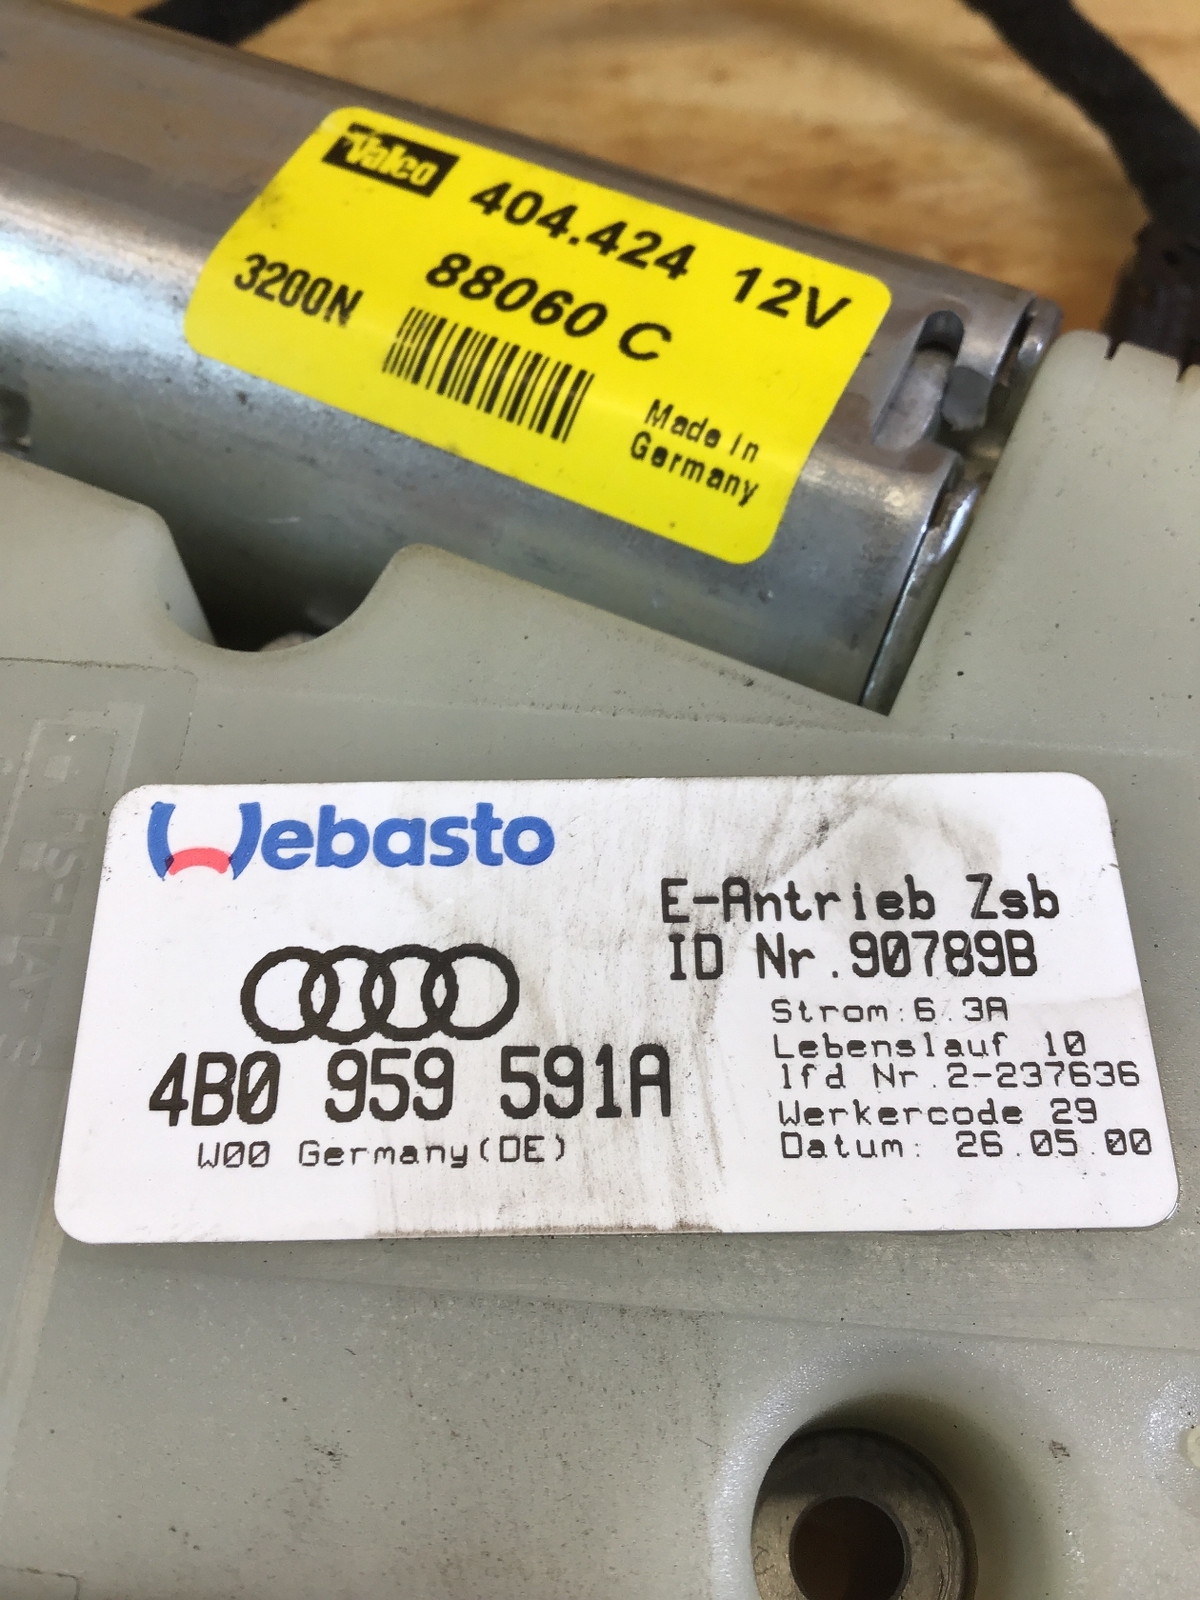 Valeo
404.424 12V
3200N 88060 C
Made in
Germany
Webasto
E-Antrieb Zsb
ID Nr.90789B
Strom:6.3A
Lebenslauf 10
lfd Nr.2-237636
Werkercode 29
Datum: 26.05.00
4B0 959 591A
W00 Germany(DE)